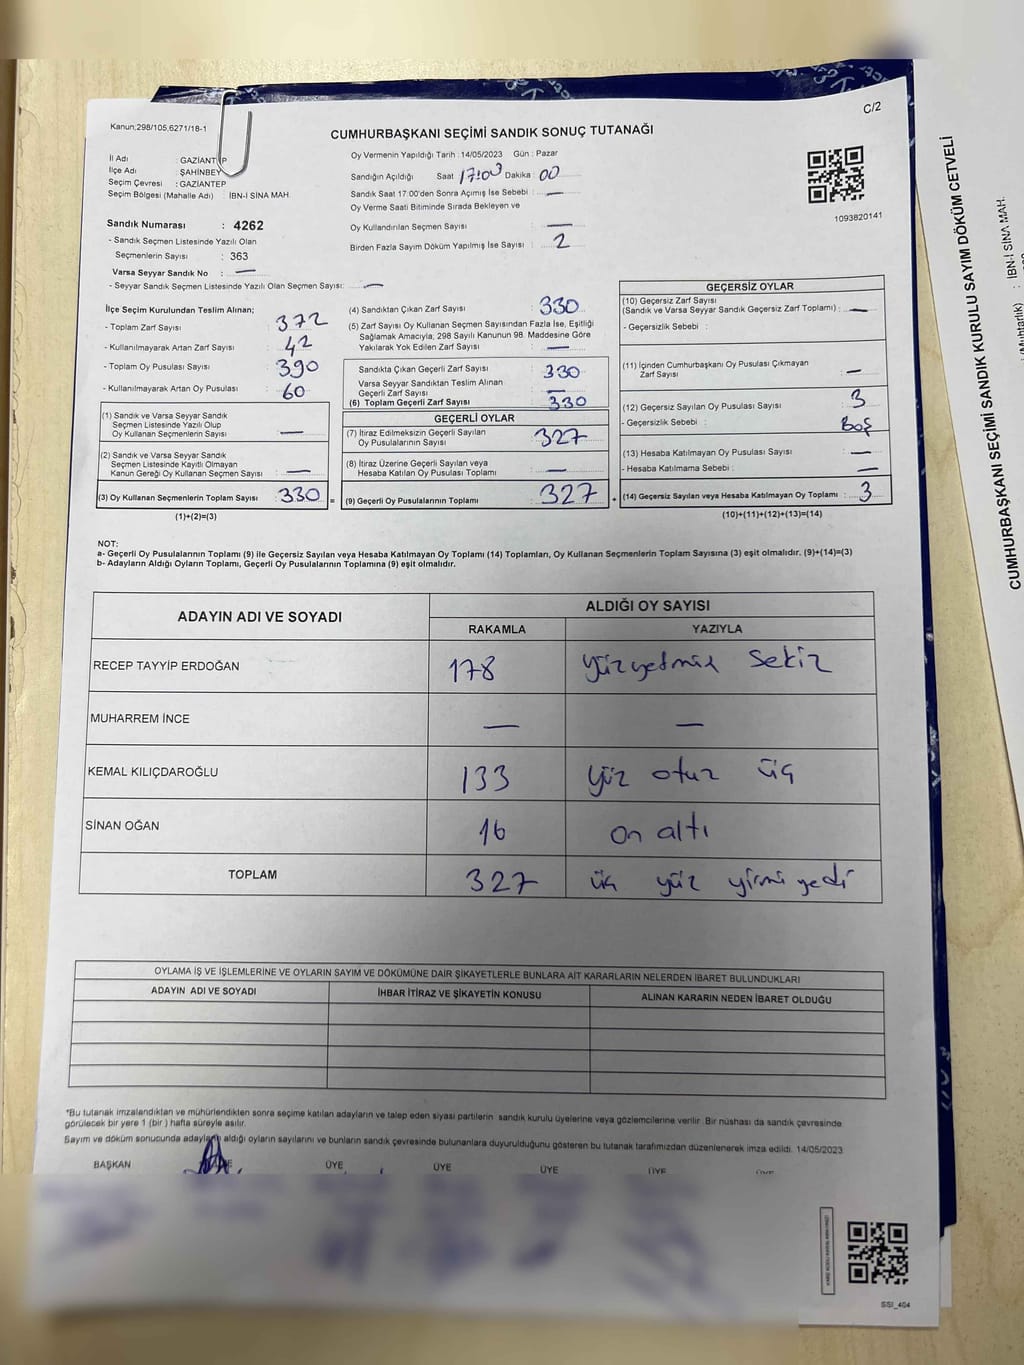 C/2
Kanun;298/105,6271/18-1
CUMHURBAŞKANI SEÇİMİ SANDIK SONUÇ TUTANAĞI
İl Adı : GAZİANTEP
İlçe Adı : ŞAHİNBEY
Seçim Çevresi : GAZIANTEP
Seçim Bölgesi (Mahalle Adı) : İBN-İ SİNA MAH.
Oy Vermenin Yapıldığı Tarih : 14/05/2023 Gün : Pazar
Sandığın Açıldığı Saat 17:00 Dakika : 00
Sandık Saat 17:00'den Sonra Açımış İse Sebebi : —
Oy Verme Saati Bitiminde Sırada Bekleyen ve
Oy Kullandırılan Seçmen Sayısı : —
Birden Fazla Sayım Döküm Yapılmış İse Sayısı : 2
1093820141
Sandık Numarası : 4262
- Sandık Seçmen Listesinde Yazılı Olan
Seçmenlerin Sayısı : 363
Varsa Seyyar Sandık No : —
- Seyyar Sandık Seçmen Listesinde Yazılı Olan Seçmen Sayısı: —
İlçe Seçim Kurulundan Teslim Alınan;
- Toplam Zarf Sayısı : 372
- Kullanılmayarak Artan Zarf Sayısı : 42
- Toplam Oy Pusulası Sayısı : 390
- Kullanılmayarak Artan Oy Pusulası : 60
(1) Sandık ve Varsa Seyyar Sandık
Seçmen Listesinde Yazılı Olup
Oy Kullanan Seçmenlerin Sayısı : —
(2) Sandık ve Varsa Seyyar Sandık
Seçmen Listesinde Kayıtlı Olmayan
Kanun Gereği Oy Kullanan Seçmen Sayısı : —
(3) Oy Kullanan Seçmenlerin Toplam Sayısı : 330 =
(1)+(2)=(3)
(4) Sandıktan Çıkan Zarf Sayısı : 330
(5) Zarf Sayısı Oy Kullanan Seçmen Sayısından Fazla İse, Eşitliği
Sağlamak Amacıyla, 298 Sayılı Kanunun 98. Maddesine Göre
Yakılarak Yok Edilen Zarf Sayısı : —
Sandıkta Çıkan Geçerli Zarf Sayısı : 330
Varsa Seyyar Sandıktan Teslim Alınan
Geçerli Zarf Sayısı : —
(6) Toplam Geçerli Zarf Sayısı : 330
GEÇERLİ OYLAR
(7) İtiraz Edilmeksizin Geçerli Sayılan
Oy Pusulalarının Sayısı : 327
(8) İtiraz Üzerine Geçerli Sayılan veya
Hesaba Katılan Oy Pusulası Toplamı : —
(9) Geçerli Oy Pusulalarının Toplamı : 327 +
GEÇERSİZ OYLAR
(10) Geçersiz Zarf Sayısı
(Sandık ve Varsa Seyyar Sandık Geçersiz Zarf Toplamı) : —
- Geçersizlik Sebebi :
(11) İçinden Cumhurbaşkanı Oy Pusulası Çıkmayan
Zarf Sayısı : —
(12) Geçersiz Sayılan Oy Pusulası Sayısı : 3
- Geçersizlik Sebebi : Boş
(13) Hesaba Katılmayan Oy Pusulası Sayısı : —
- Hesaba Katılmama Sebebi : —
(14) Geçersiz Sayılan veya Hesaba Katılmayan Oy Toplamı : 3
(10)+(11)+(12)+(13)=(14)
NOT:
a- Geçerli Oy Pusulalarının Toplamı (9) ile Geçersiz Sayılan veya Hesaba Katılmayan Oy Toplamı (14) Toplamları, Oy Kullanan Seçmenlerin Toplam Sayısına (3) eşit olmalıdır. (9)+(14)=(3)
b- Adayların Aldığı Oyların Toplamı, Geçerli Oy Pusulalarının Toplamına (9) eşit olmalıdır.
ADAYIN ADI VE SOYADI
ALDIĞI OY SAYISI
RAKAMLA YAZIYLA
RECEP TAYYİP ERDOĞAN 178 Yüz yetmiş sekiz
MUHARREM İNCE — —
KEMAL KILIÇDAROĞLU 133 Yüz otuz üç
SİNAN OĞAN 16 on altı
TOPLAM 327 üç yüz yirmi yedi
OYLAMA İŞ VE İŞLEMLERİNE VE OYLARIN SAYIM VE DÖKÜMÜNE DAİR ŞİKAYETLERLE BUNLARA AİT KARARLARIN NELERDEN İBARET BULUNDUKLARI
ADAYIN ADI VE SOYADI İHBAR İTİRAZ VE ŞİKAYETİN KONUSU ALINAN KARARIN NEDEN İBARET OLDUĞU
*Bu tutanak imzalandıktan ve mühürlendikten sonra seçime katılan adayların ve talep eden siyasi partilerin sandık kurulu üyelerine veya gözlemcilerine verilir. Bir nüshası da sandık çevresinde
görülecek bir yere 1 (bir ) hafta süreyle asılır.
Sayım ve döküm sonucunda adayların aldığı oyların sayılarını ve bunların sandık çevresinde bulunanlara duyurulduğunu gösteren bu tutanak tarafımızdan düzenlenerek imza edildi. 14/05/2023
BAŞKAN ÜYE ÜYE ÜYE ÜYE ÜYE
SSI_404
CUMHURBAŞKANI SEÇİMİ SANDIK KURULU SAYIM DÖKÜM CETVELİ
(Muhtarlık) : İBN-İ SİNA MAH.